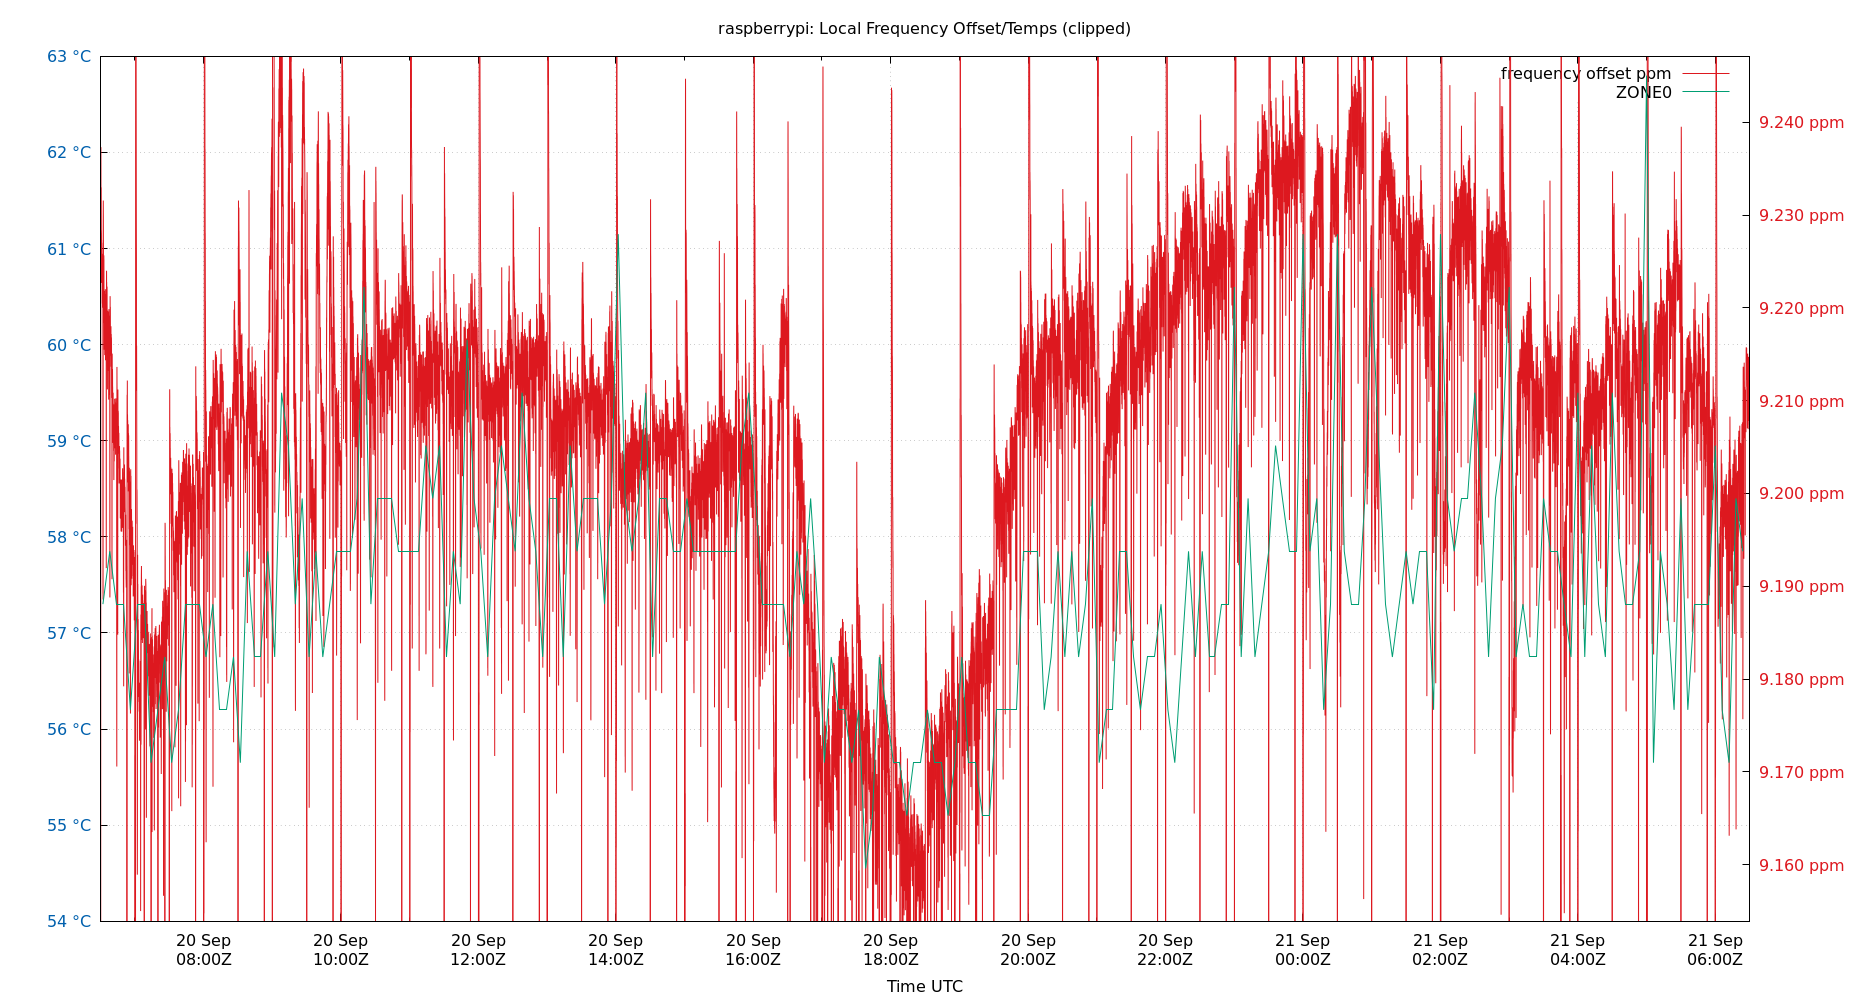 raspberrypi: Local Frequency Offset/Temps (clipped)
63 °C
62 °C
61 °C
60 °C
59 °C
58 °C
57 °C
56 °C
55 °C
54 °C
frequency offset ppm
ZONE0
9.240 ppm
9.230 ppm
9.220 ppm
9.210 ppm
9.200 ppm
9.190 ppm
9.180 ppm
9.170 ppm
9.160 ppm
20 Sep 20 Sep 20 Sep 20 Sep 20 Sep 20 Sep 20 Sep 20 Sep 21 Sep 21 Sep 21 Sep 21 Sep
08:00Z 10:00Z 12:00Z 14:00Z 16:00Z 18:00Z 20:00Z 22:00Z 00:00Z 02:00Z 04:00Z 06:00Z
Time UTC